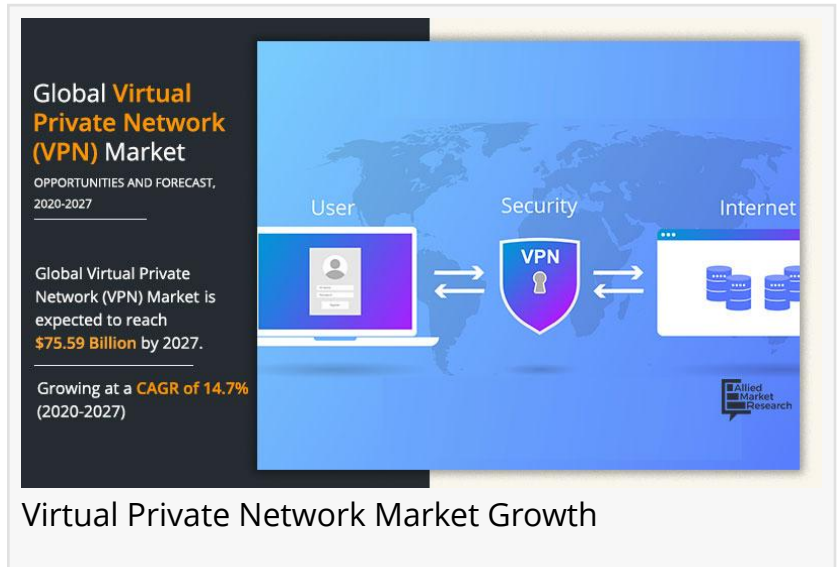 Global Virtual
Private Network
(VPN) Market
OPPORTUNITIES AND FORECAST,
2020-2027
Global Virtual Private
Network (VPN) Market is
expected to reach
$75.59 Billion by 2027.
Growing at a CAGR of 14.7%
(2020-2027)
User
Security
Internet
VPN
Allied
Market
Research
Virtual Private Network Market Growth